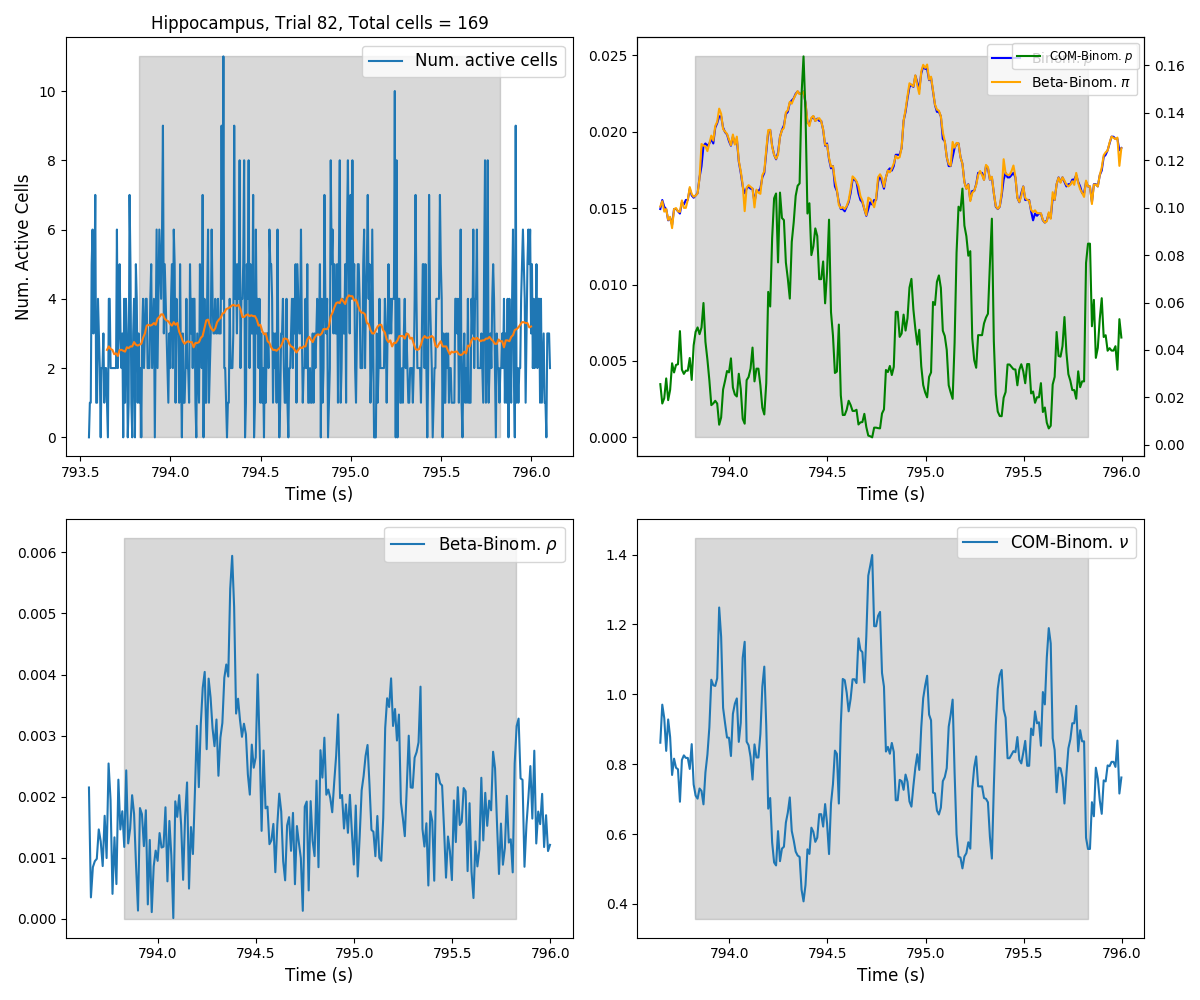 Hippocampus, Trial 82, Total cells = 169
Num. active cells
Num. Active Cells
10
8
6
4
2
0
793.5 794.0 794.5 795.0 795.5 796.0
Time (s)
COM-Binom. p
Beta-Binom. π
0.025
0.020
0.015
0.010
0.005
0.000
0.16
0.14
0.12
0.10
0.08
0.06
0.04
0.02
0.00
794.0 794.5 795.0 795.5 796.0
Time (s)
Beta-Binom. ρ
0.006
0.005
0.004
0.003
0.002
0.001
0.000
794.0 794.5 795.0 795.5 796.0
Time (s)
COM-Binom. ν
1.4
1.2
1.0
0.8
0.6
0.4
794.0 794.5 795.0 795.5 796.0
Time (s)